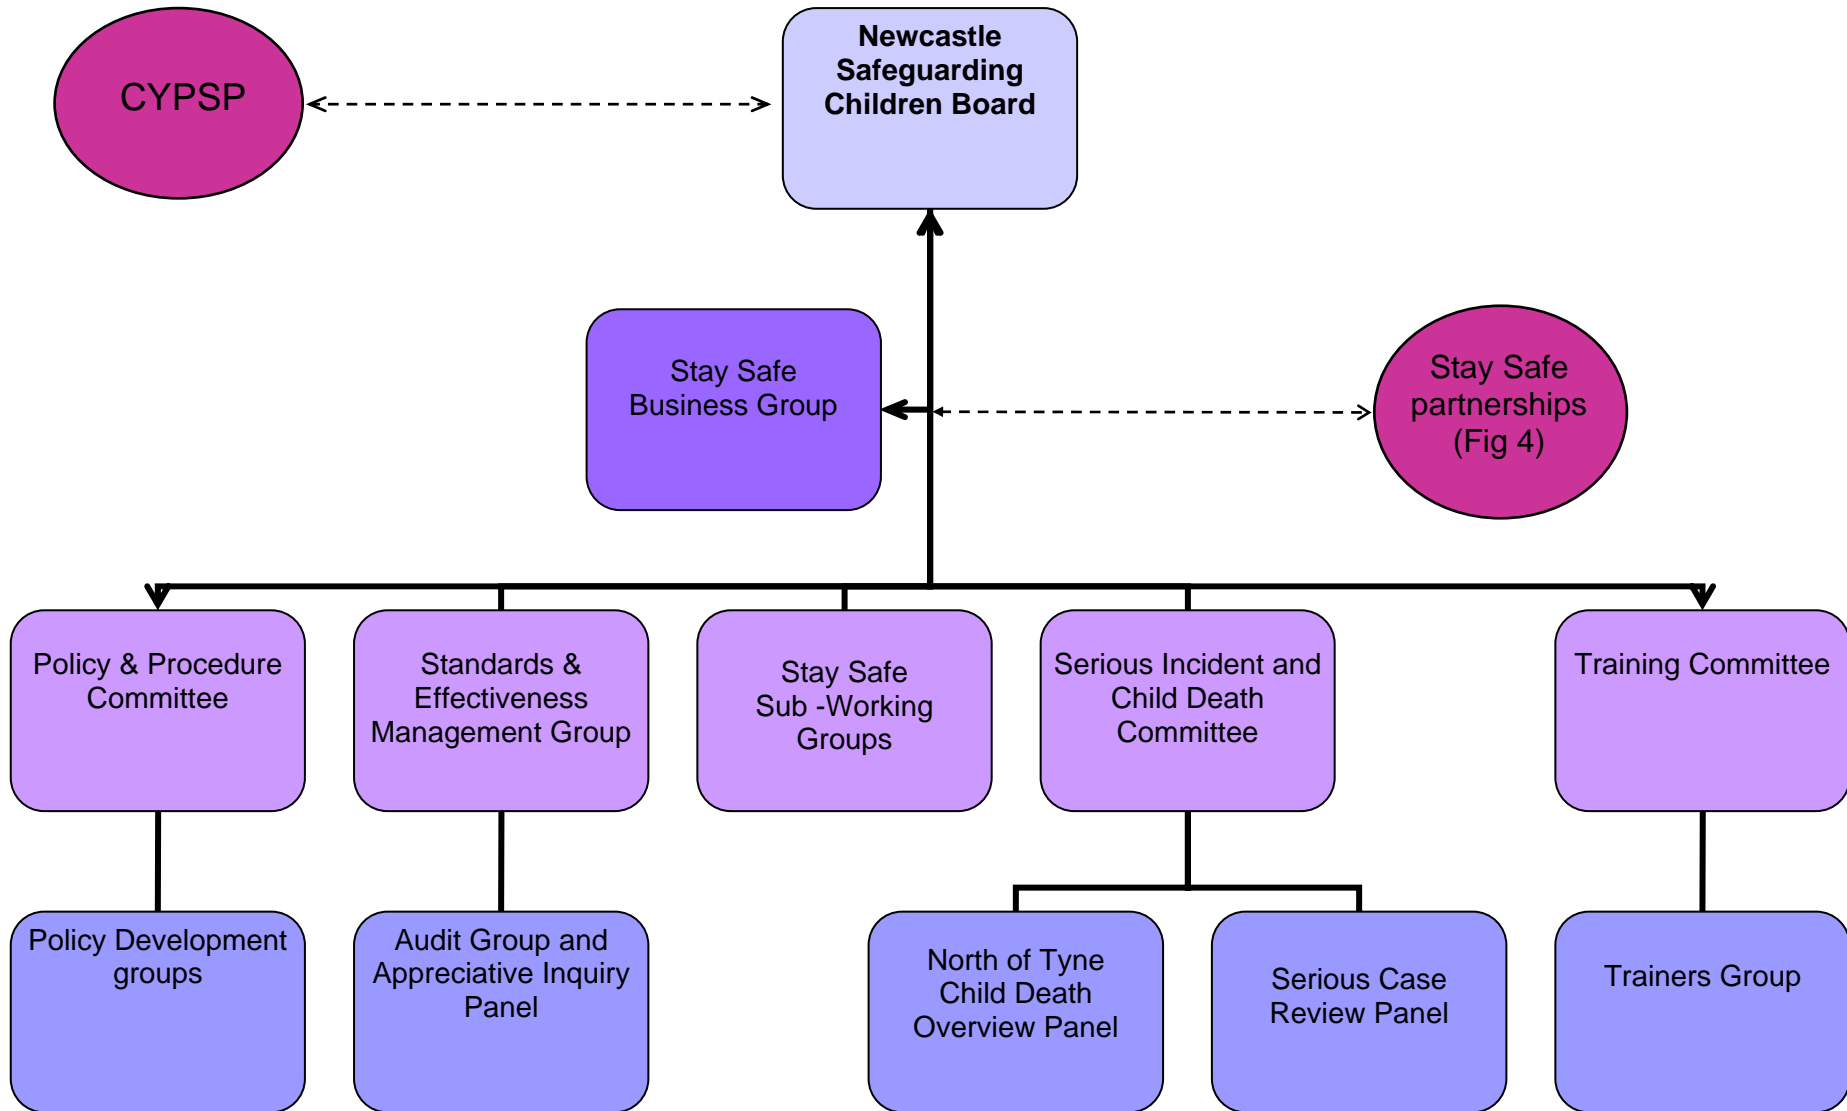 CYPSP
Newcastle
Safeguarding
Children Board
Stay Safe
Business Group
Stay Safe
partnerships
(Fig 4)
Policy & Procedure
Committee
Standards &
Effectiveness
Management Group
Stay Safe
Sub -Working
Groups
Serious Incident and
Child Death
Committee
Training Committee
Policy Development
groups
Audit Group and
Appreciative Inquiry
Panel
North of Tyne
Child Death
Overview Panel
Serious Case
Review Panel
Trainers Group